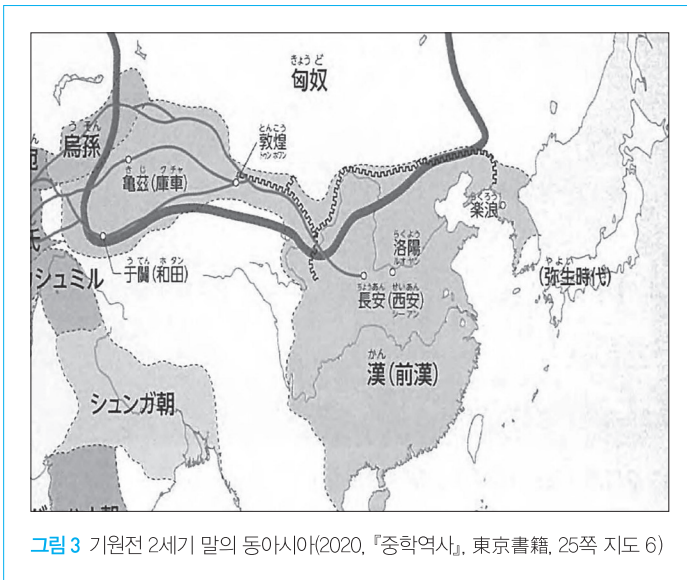 きょうど
匈奴
うそん
烏孫
とんこう
敦煌
トゥンホワン
宛
きじ クチャ
亀茲(庫車)
らくろう
楽浪
氏
らくよう
洛陽
ルオヤン
うてん ホタン
于闐(和田)
やよい
(弥生時代)
シュミル
ちょうあん せいあん
長安(西安)
シーアン
かん
漢(前漢)
シュンガ朝
그림 3 기원전 2세기 말의 동아시아(2020, 『중학역사』, 東京書籍, 25쪽 지도 6)